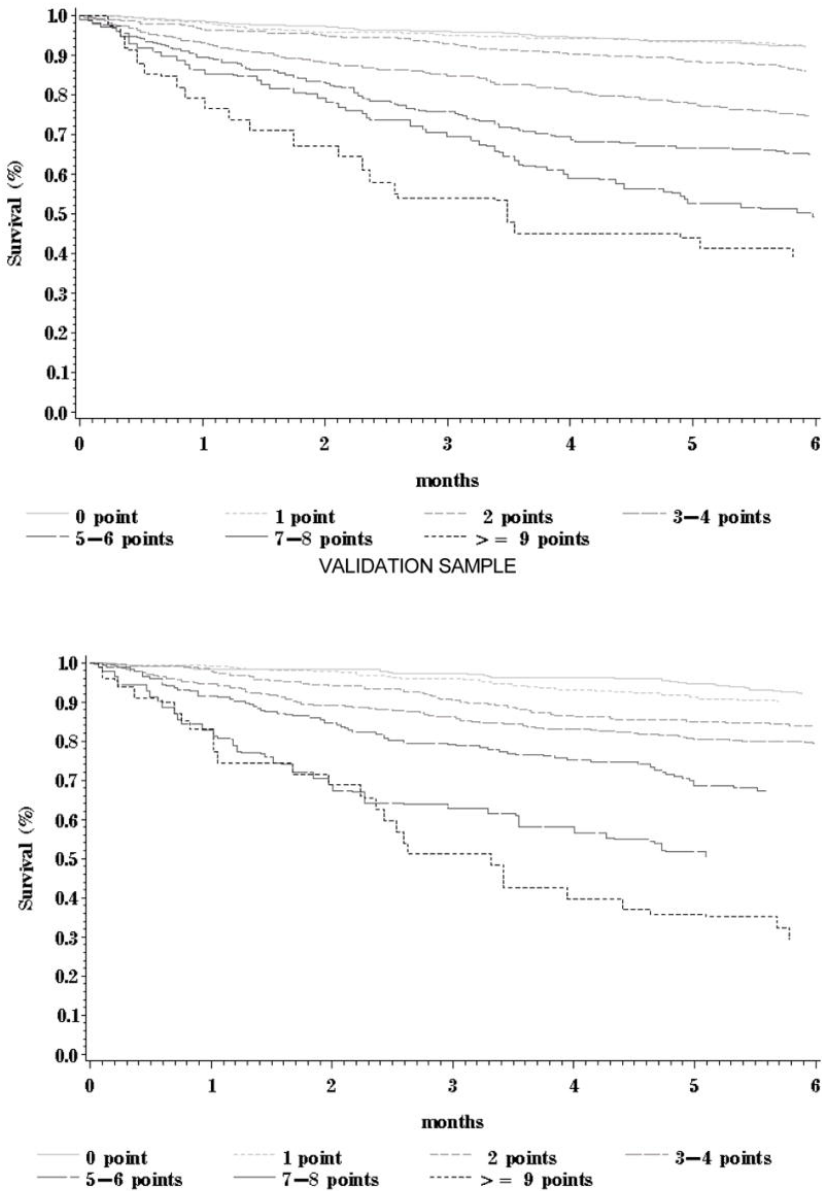 1.0
0.9
0.8
0.7
0.6
0.5
0.4
0.3
0.2
0.1
0.0
Survival (%)
0 1 2 3 4 5 6
months
0 point 1 point 2 points 3−4 points
5−6 points 7−8 points >= 9 points
VALIDATION SAMPLE
1.0
0.9
0.8
0.7
0.6
0.5
0.4
0.3
0.2
0.1
0.0
Survival (%)
0 1 2 3 4 5 6
months
0 point 1 point 2 points 3−4 points
5−6 points 7−8 points >= 9 points